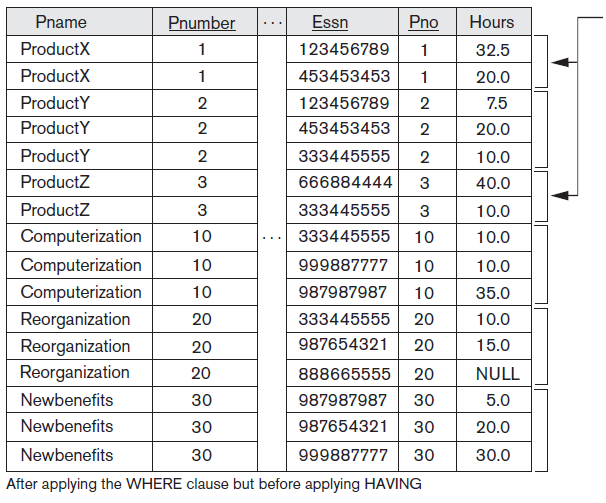 Pname Pnumber ... Essn Pno Hours
ProductX 1 123456789 1 32.5
ProductX 1 453453453 1 20.0
ProductY 2 123456789 2 7.5
ProductY 2 453453453 2 20.0
ProductY 2 333445555 2 10.0
ProductZ 3 666884444 3 40.0
ProductZ 3 333445555 3 10.0
Computerization 10 ... 333445555 10 10.0
Computerization 10 999887777 10 10.0
Computerization 10 987987987 10 35.0
Reorganization 20 333445555 20 10.0
Reorganization 20 987654321 20 15.0
Reorganization 20 888665555 20 NULL
Newbenefits 30 987987987 30 5.0
Newbenefits 30 987654321 30 20.0
Newbenefits 30 999887777 30 30.0
After applying the WHERE clause but before applying HAVING